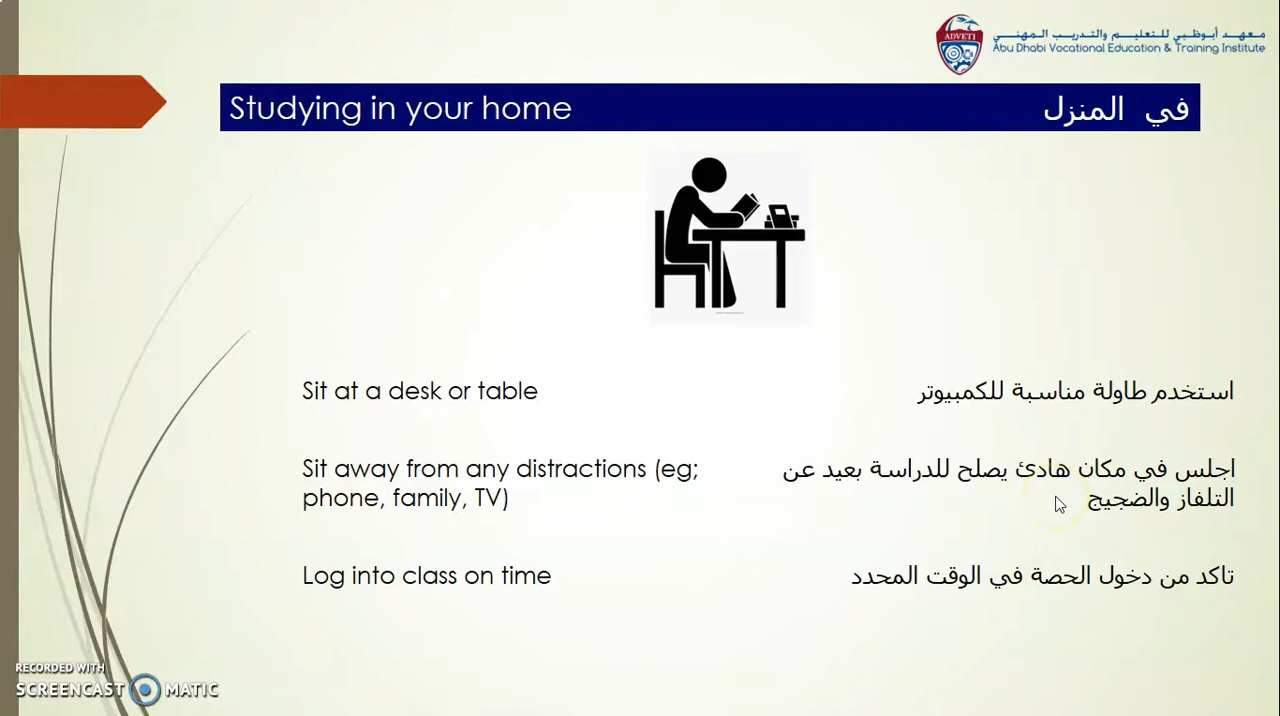 معهد أبوظبي للتعليم والتدريب المهني
ADVETI
Abu Dhabi Vocational Education & Training Institute
Studying in your home
في المنزل
Sit at a desk or table
استخدم طاولة مناسبة للكمبيوتر
Sit away from any distractions (eg;
phone, family, TV)
اجلس في مكان هادئ يصلح للدراسة بعيد عن
التلفاز والضجيج
Log into class on time
تاكد من دخول الحصة في الوقت المحدد
RECORDED WITH
SCREENCAST MATIC